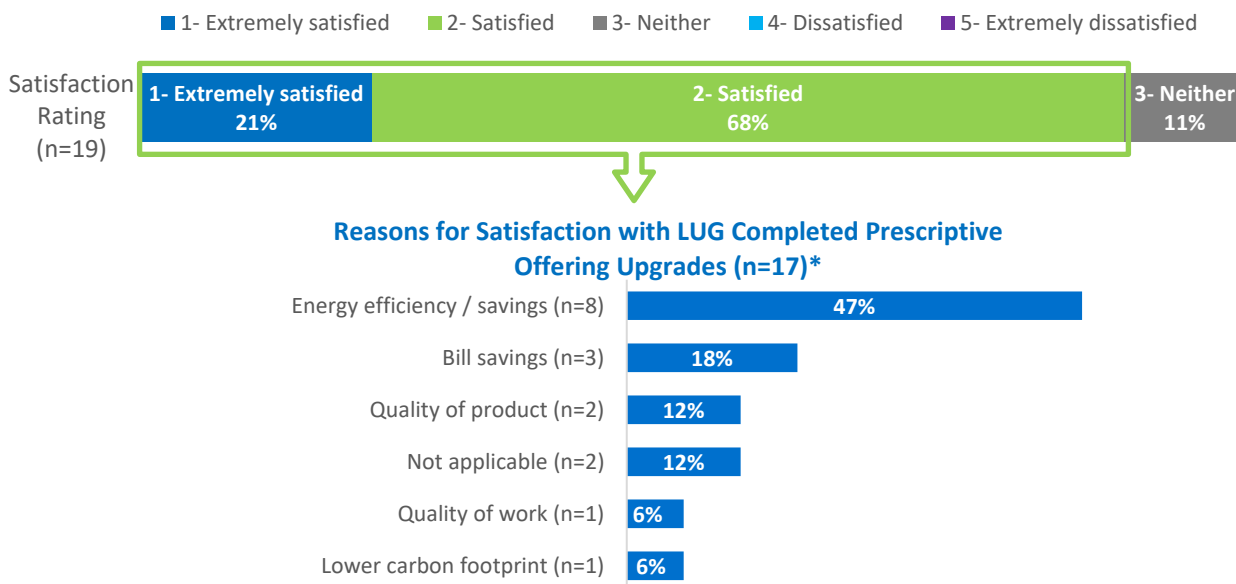 1- Extremely satisfied 2- Satisfied 3- Neither 4- Dissatisfied 5- Extremely dissatisfied
Satisfaction
Rating
(n=19)
1- Extremely satisfied
21%
2- Satisfied
68%
3- Neither
11%
Reasons for Satisfaction with LUG Completed Prescriptive
Offering Upgrades (n=17)*
Energy efficiency / savings (n=8) 47%
Bill savings (n=3) 18%
Quality of product (n=2) 12%
Not applicable (n=2) 12%
Quality of work (n=1) 6%
Lower carbon footprint (n=1) 6%